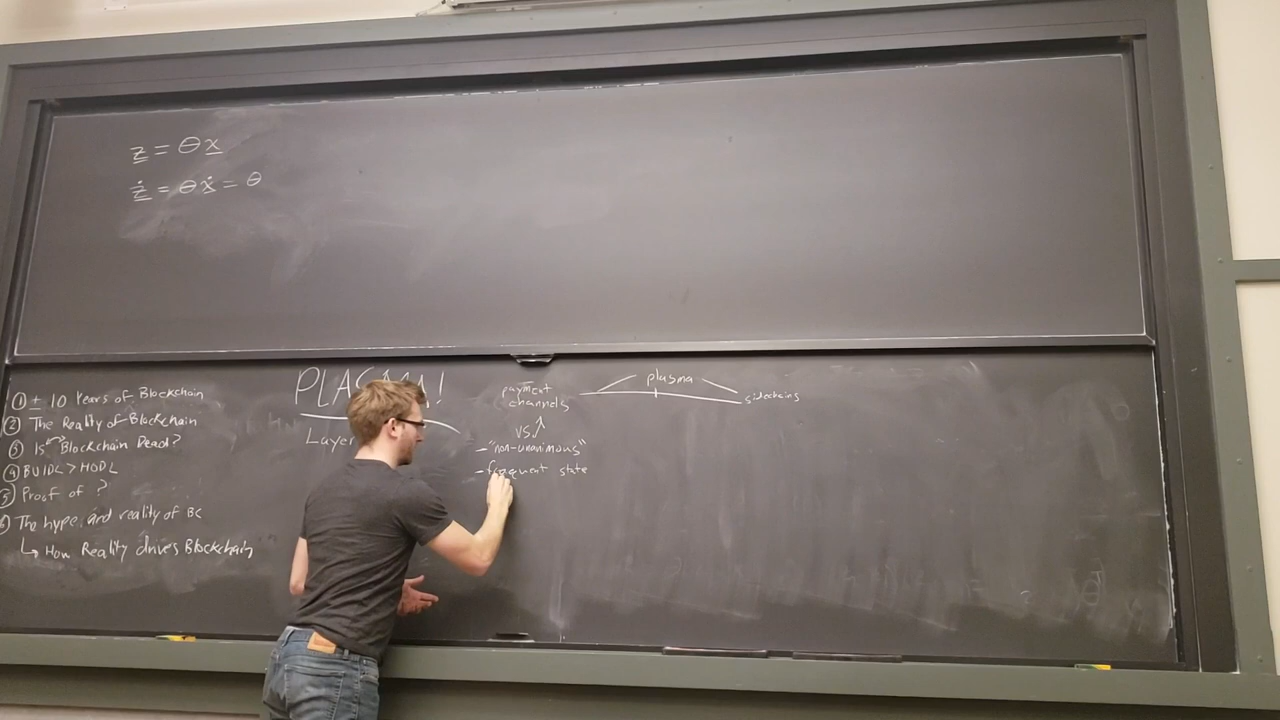 z = θx
ż = θẋ = θ
① ± 10 Years of Blockchain
② The Reality of Blockchain
③ Is Blockchain Dead?
④ BUIDL > HODL
⑤ Proof of ?
⑥ The hype and reality of BC
↳ How Reality drives Blockchain
PLASMA!
Layer
payment channels
plasma
sidechains
vs
- "non-unanimous"
- frequent state